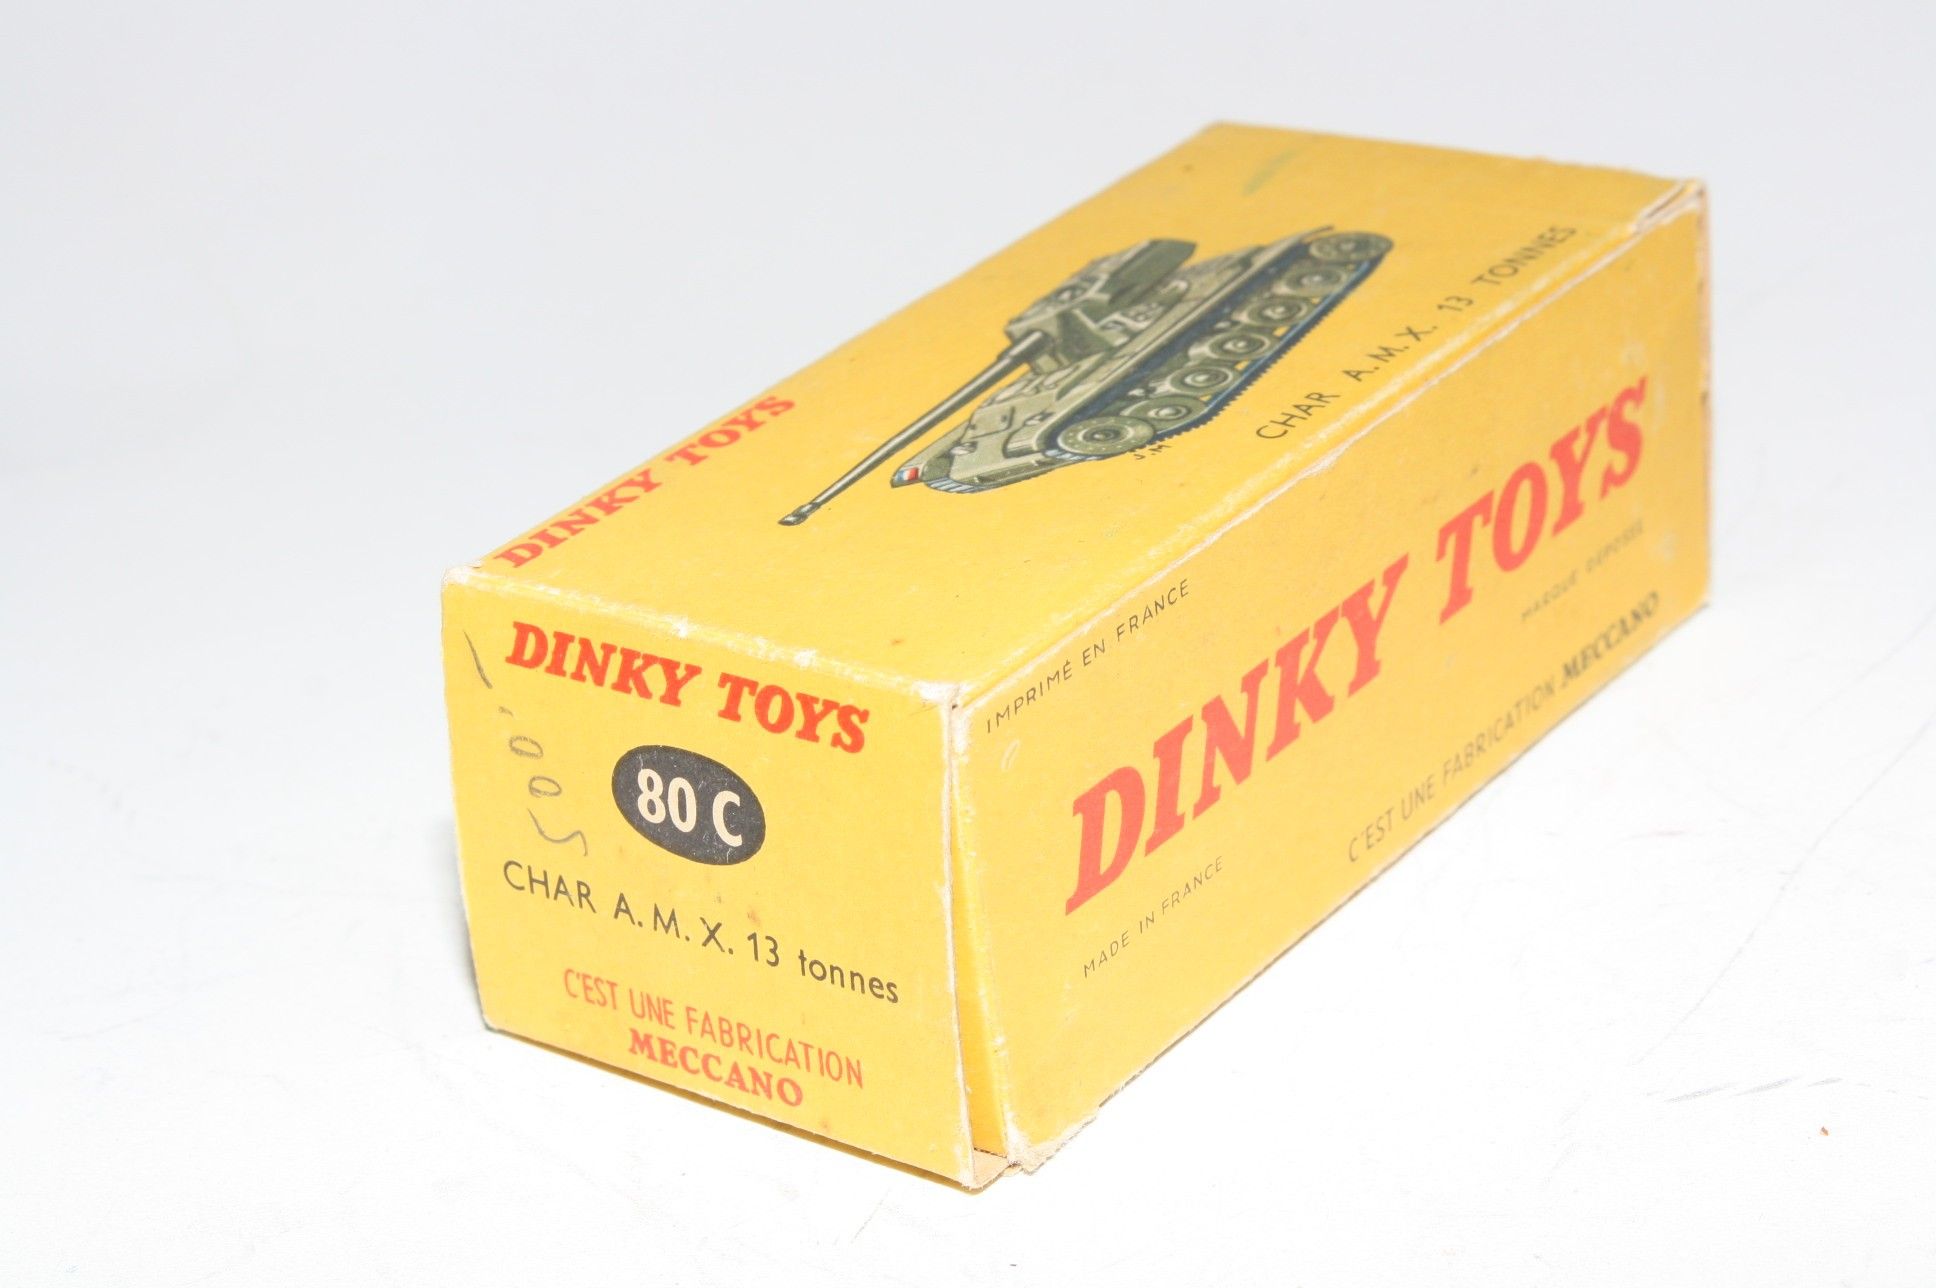 DINKY TOYS
CHAR A.M.X. 13 TONNES
J.M
DINKY TOYS
80 C
CHAR A.M.X. 13 tonnes
C'EST UNE FABRICATION
MECCANO
IMPRIMÉ EN FRANCE
DINKY TOYS
MARQUE DÉPOSÉE
MADE IN FRANCE
C'EST UNE FABRICATION MECCANO